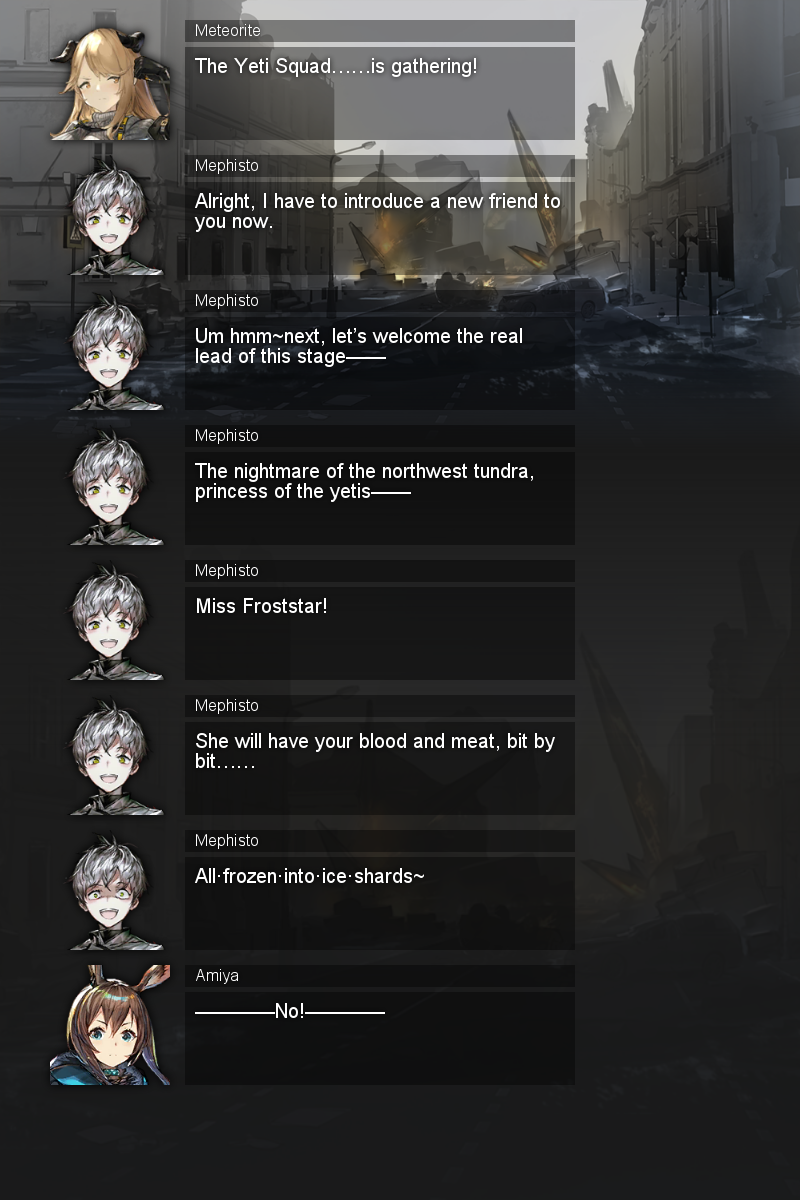 Meteorite
The Yeti Squad......is gathering!
Mephisto
Alright, I have to introduce a new friend to
you now.
Mephisto
Um hmm~next, let's welcome the real
lead of this stage——
Mephisto
The nightmare of the northwest tundra,
princess of the yetis——
Mephisto
Miss Froststar!
Mephisto
She will have your blood and meat, bit by
bit......
Mephisto
All·frozen·into·ice·shards~
Amiya
————No!————